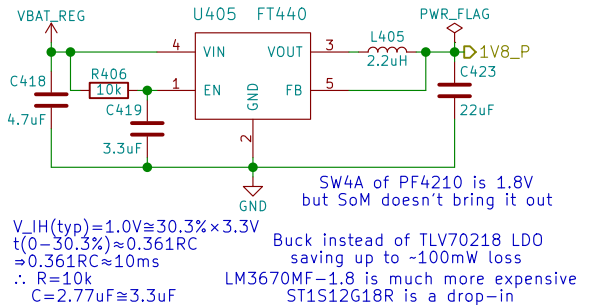 VBAT_REG
U405 FT440
PWR_FLAG
4 VIN VOUT 3
L405
2.2uH
1V8_P
C418
4.7uF
R406
10k
1 EN FB 5
C423
22uF
C419
3.3uF
GND
2
GND
SW4A of PF4210 is 1.8V
but SoM doesn't bring it out
V_IH(typ)=1.0V≅30.3%×3.3V
t(0-30.3%)≈0.361RC
⇒0.361RC≈10ms
∴ R=10k
C=2.77uF≅3.3uF
Buck instead of TLV70218 LDO
saving up to ~100mW loss
LM3670MF-1.8 is much more expensive
ST1S12G18R is a drop-in